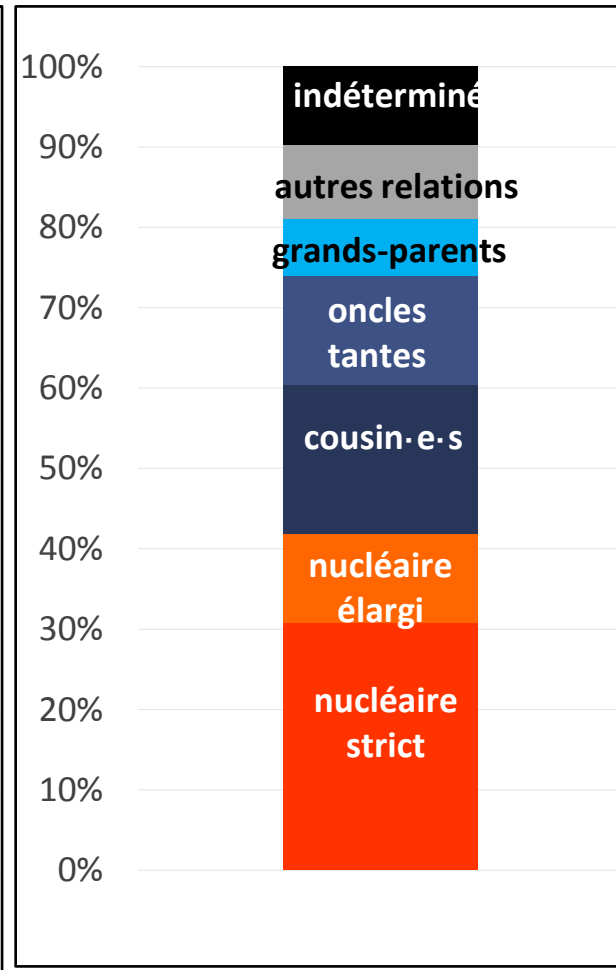 100%
90%
80%
70%
60%
50%
40%
30%
20%
10%
0%
indéterminé
autres relations
grands-parents
oncles
tantes
cousin·e·s
nucléaire
élargi
nucléaire
strict